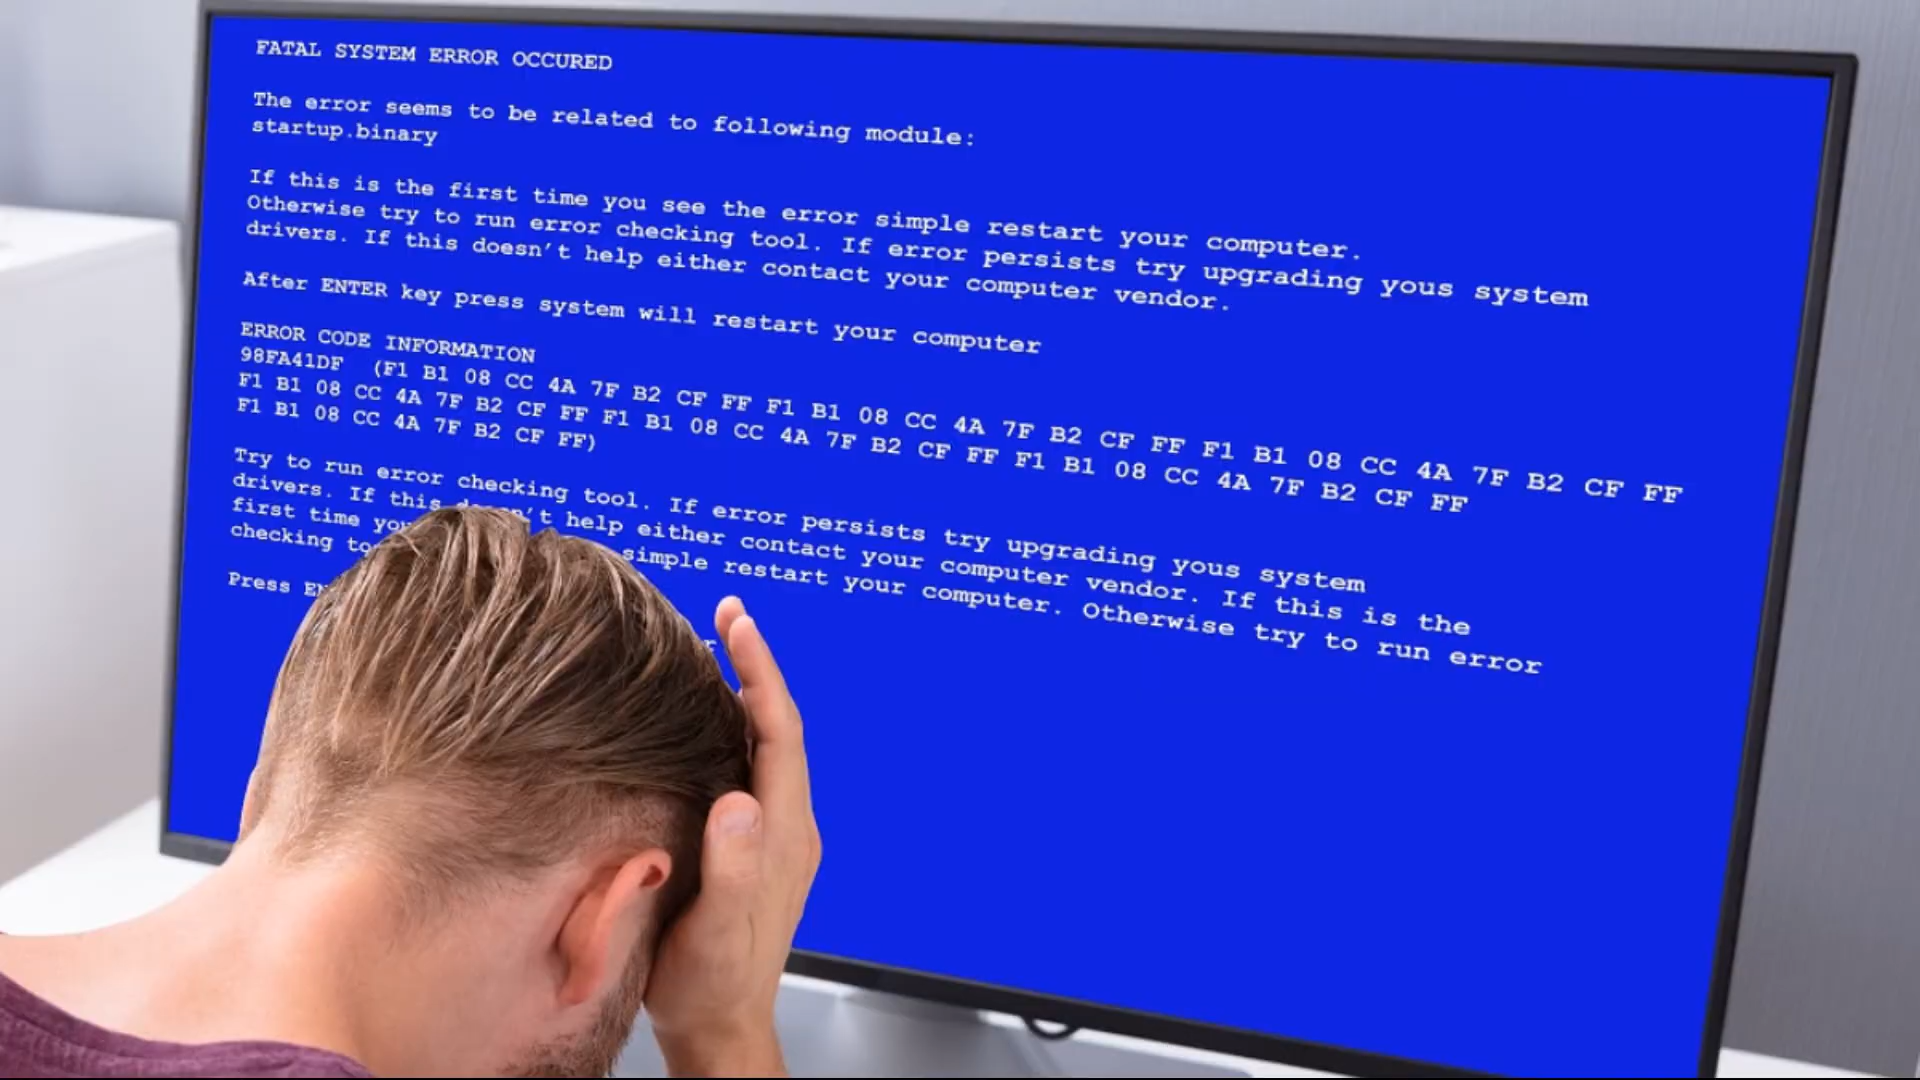 FATAL SYSTEM ERROR OCCURED
The error seems to be related to following module:
startup.binary
If this is the first time you see the error simple restart your computer.
Otherwise try to run error checking tool. If error persists try upgrading yous system
drivers. If this doesn't help either contact your computer vendor.
After ENTER key press system will restart your computer
ERROR CODE INFORMATION
98FA41DF (F1 B1 08 CC 4A 7F B2 CF FF F1 B1 08 CC 4A 7F B2 CF FF F1 B1 08 CC 4A 7F B2 CF FF
F1 B1 08 CC 4A 7F B2 CF FF F1 B1 08 CC 4A 7F B2 CF FF F1 B1 08 CC 4A 7F B2 CF FF
F1 B1 08 CC 4A 7F B2 CF FF)
Try to run error checking tool. If error persists try upgrading yous system
drivers. If this doesn't help either contact your computer vendor. If this is the
first time simple restart your computer. Otherwise try to run error
checking
Press